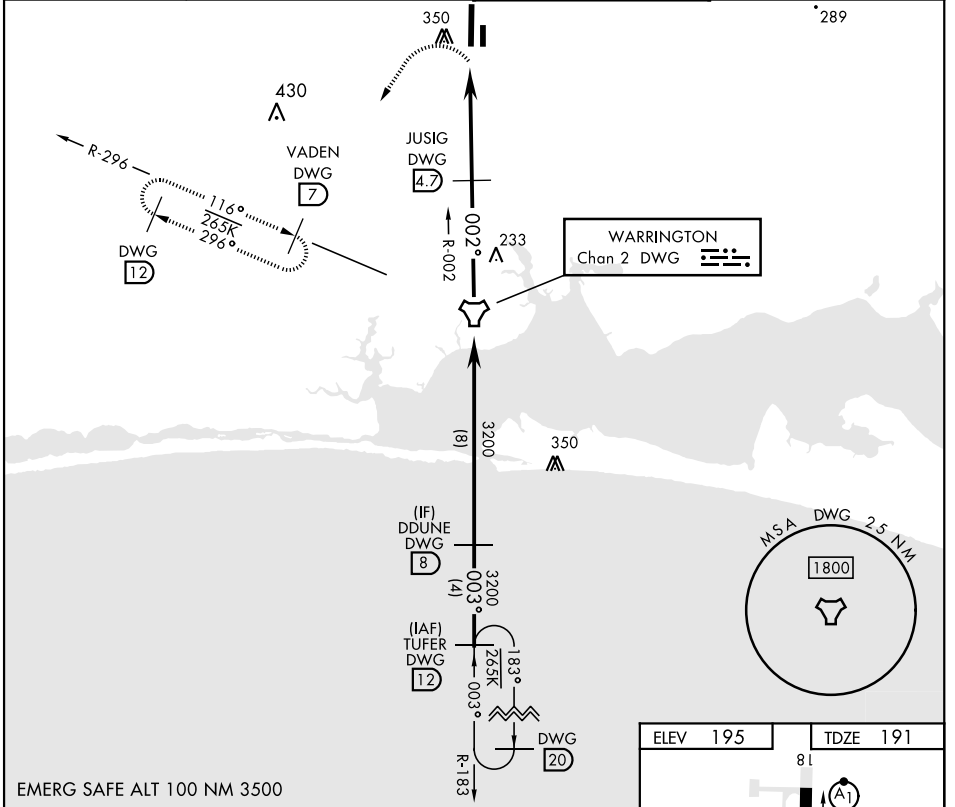 350
289
430
JUSIG
DWG
4.7
R-296
VADEN
DWG
7
116°
265K
296°
DWG
12
002°
R-002
233
WARRINGTON
Chan 2 DWG
3200
(8)
350
(IF)
DDUNE
DWG
8
3200
003°
(4)
(IAF)
TUFER
DWG
12
183°
265K
003°
DWG
20
R-183
MSA DWG 25 NM
1800
ELEV 195
TDZE 191
18
A1
EMERG SAFE ALT 100 NM 3500